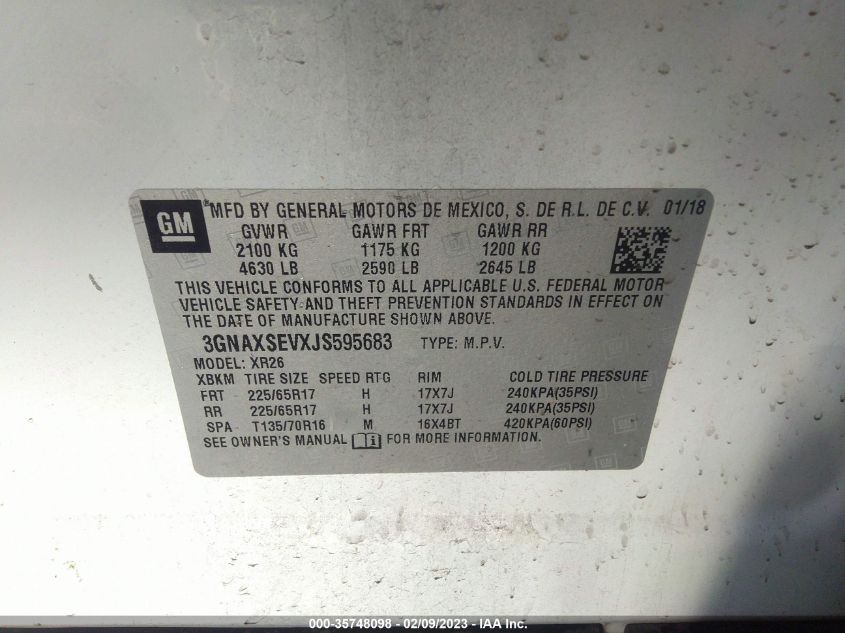 GM
MFD BY GENERAL MOTORS DE MEXICO, S. DE R.L. DE C.V. 01/18
GVWR GAWR FRT GAWR RR
2100 KG 1175 KG 1200 KG
4630 LB 2590 LB 2645 LB
THIS VEHICLE CONFORMS TO ALL APPLICABLE U.S. FEDERAL MOTOR
VEHICLE SAFETY AND THEFT PREVENTION STANDARDS IN EFFECT ON
THE DATE OF MANUFACTURE SHOWN ABOVE.
3GNAXSEVXJS595683 TYPE: M.P.V.
MODEL: XR26
XBKM TIRE SIZE SPEED RTG RIM COLD TIRE PRESSURE
FRT 225/65R17 H 17X7J 240KPA(35PSI)
RR 225/65R17 H 17X7J 240KPA(35PSI)
SPA T135/70R16 M 16X4BT 420KPA(60PSI)
SEE OWNER'S MANUAL FOR MORE INFORMATION.
000-35748098 - 02/09/2023 - IAA Inc.